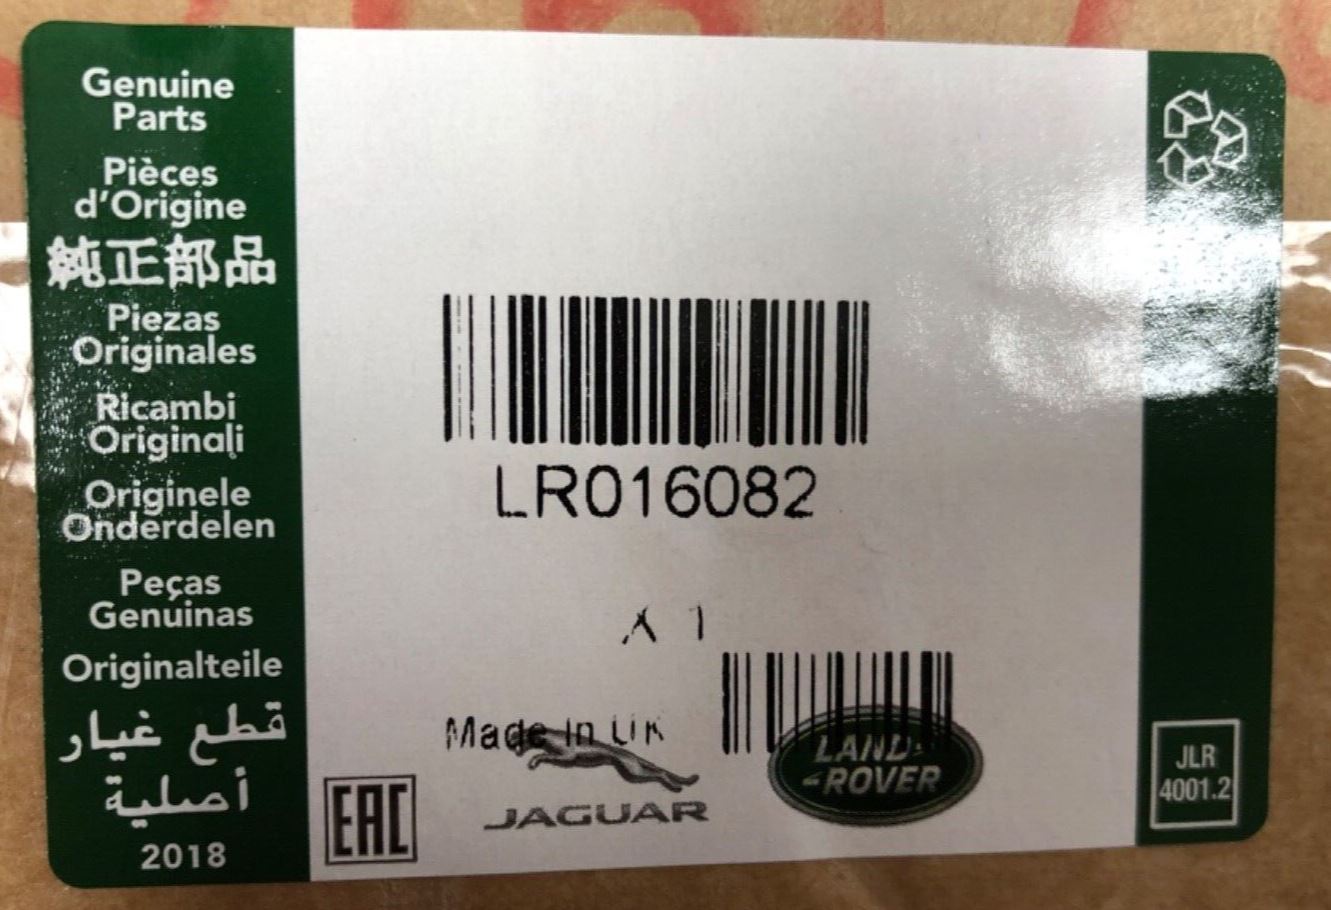 Genuine
Parts
Pièces
d'Origine
純正部品
Piezas
Originales
Ricambi
Originali
Originele
Onderdelen
Peças
Genuinas
Originalteile
قطع غيار
أصلية
2018
LR016082
X 1
Made in UK
EAC
JAGUAR
LAND-
-ROVER
JLR
4001.2